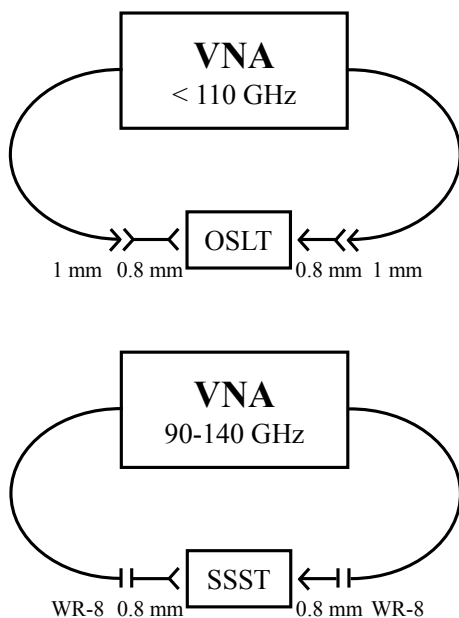 VNA
< 110 GHz
OSLT
1 mm 0.8 mm 0.8 mm 1 mm
VNA
90-140 GHz
SSST
WR-8 0.8 mm 0.8 mm WR-8